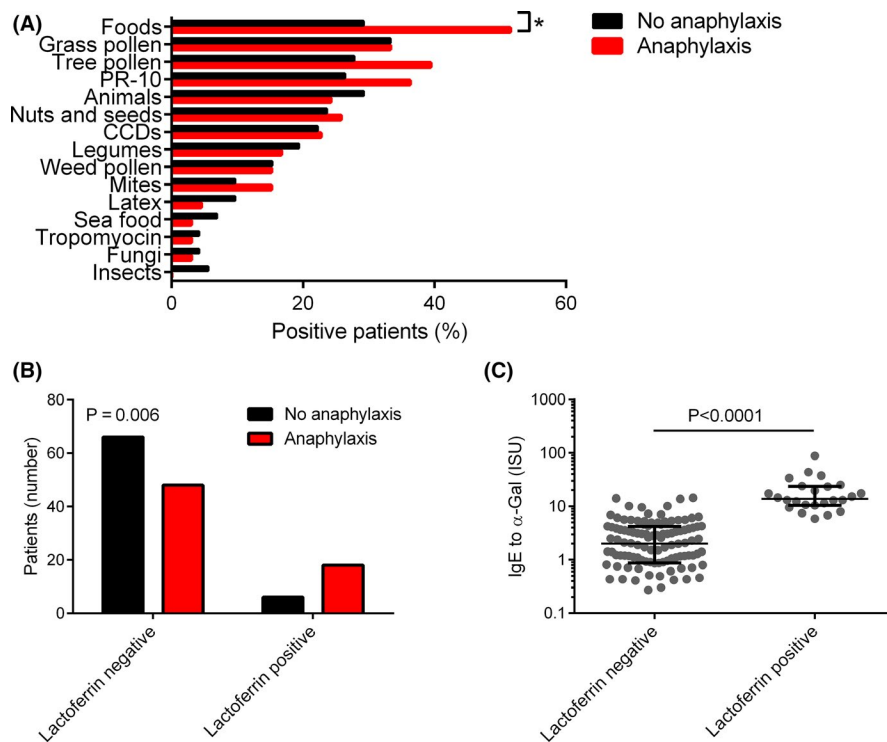 (A)
Foods
Grass pollen
Tree pollen
PR-10
Animals
Nuts and seeds
CCDs
Legumes
Weed pollen
Mites
Latex
Sea food
Tropomyocin
Fungi
Insects
*
No anaphylaxis
Anaphylaxis
0 20 40 60
Positive patients (%)
(B)
80
60
40
20
0
Patients (number)
P = 0.006
No anaphylaxis
Anaphylaxis
Lactoferrin negative
Lactoferrin positive
(C)
1000
100
10
1
0.1
IgE to α-Gal (ISU)
P<0.0001
Lactoferrin negative
Lactoferrin positive